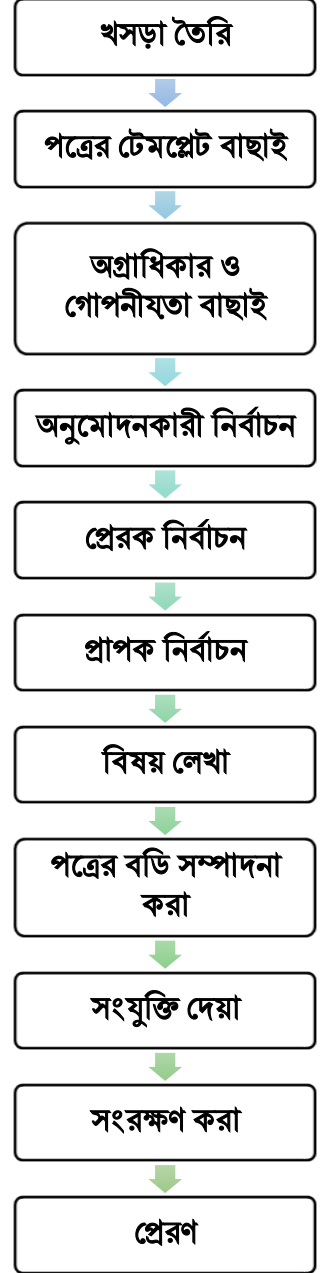 খসড়া তৈরি
পত্রের টেমপ্লেট বাছাই
অগ্রাধিকার ও
গোপনীয়তা বাছাই
অনুমোদনকারী নির্বাচন
প্রেরক নির্বাচন
প্রাপক নির্বাচন
বিষয় লেখা
পত্রের বডি সম্পাদনা
করা
সংযুক্তি দেয়া
সংরক্ষণ করা
প্রেরণ